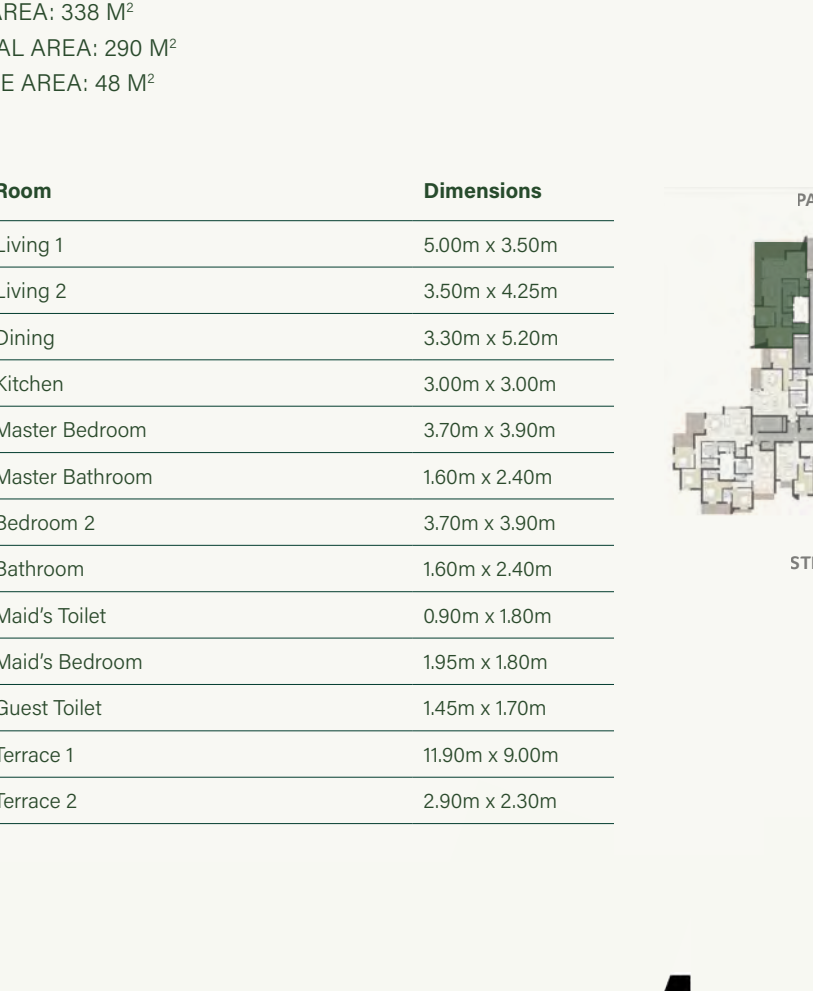 AREA: 338 M²
AL AREA: 290 M²
E AREA: 48 M²
Room Dimensions
Living 1 5.00m x 3.50m
Living 2 3.50m x 4.25m
Dining 3.30m x 5.20m
Kitchen 3.00m x 3.00m
Master Bedroom 3.70m x 3.90m
Master Bathroom 1.60m x 2.40m
Bedroom 2 3.70m x 3.90m
Bathroom 1.60m x 2.40m
Maid’s Toilet 0.90m x 1.80m
Maid’s Bedroom 1.95m x 1.80m
Guest Toilet 1.45m x 1.70m
Terrace 1 11.90m x 9.00m
Terrace 2 2.90m x 2.30m
PA
ST